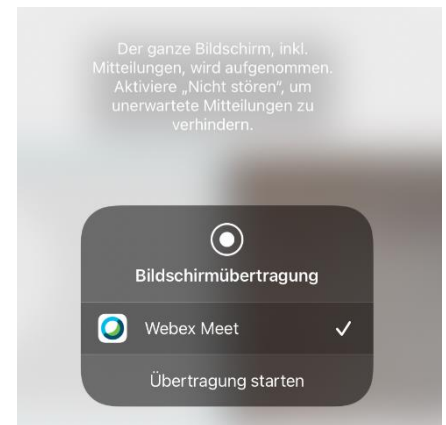 Der ganze Bildschirm, inkl.
Mitteilungen, wird aufgenommen.
Aktiviere „Nicht stören“, um
unerwartete Mitteilungen zu
verhindern.
Bildschirmübertragung
Webex Meet
Übertragung starten